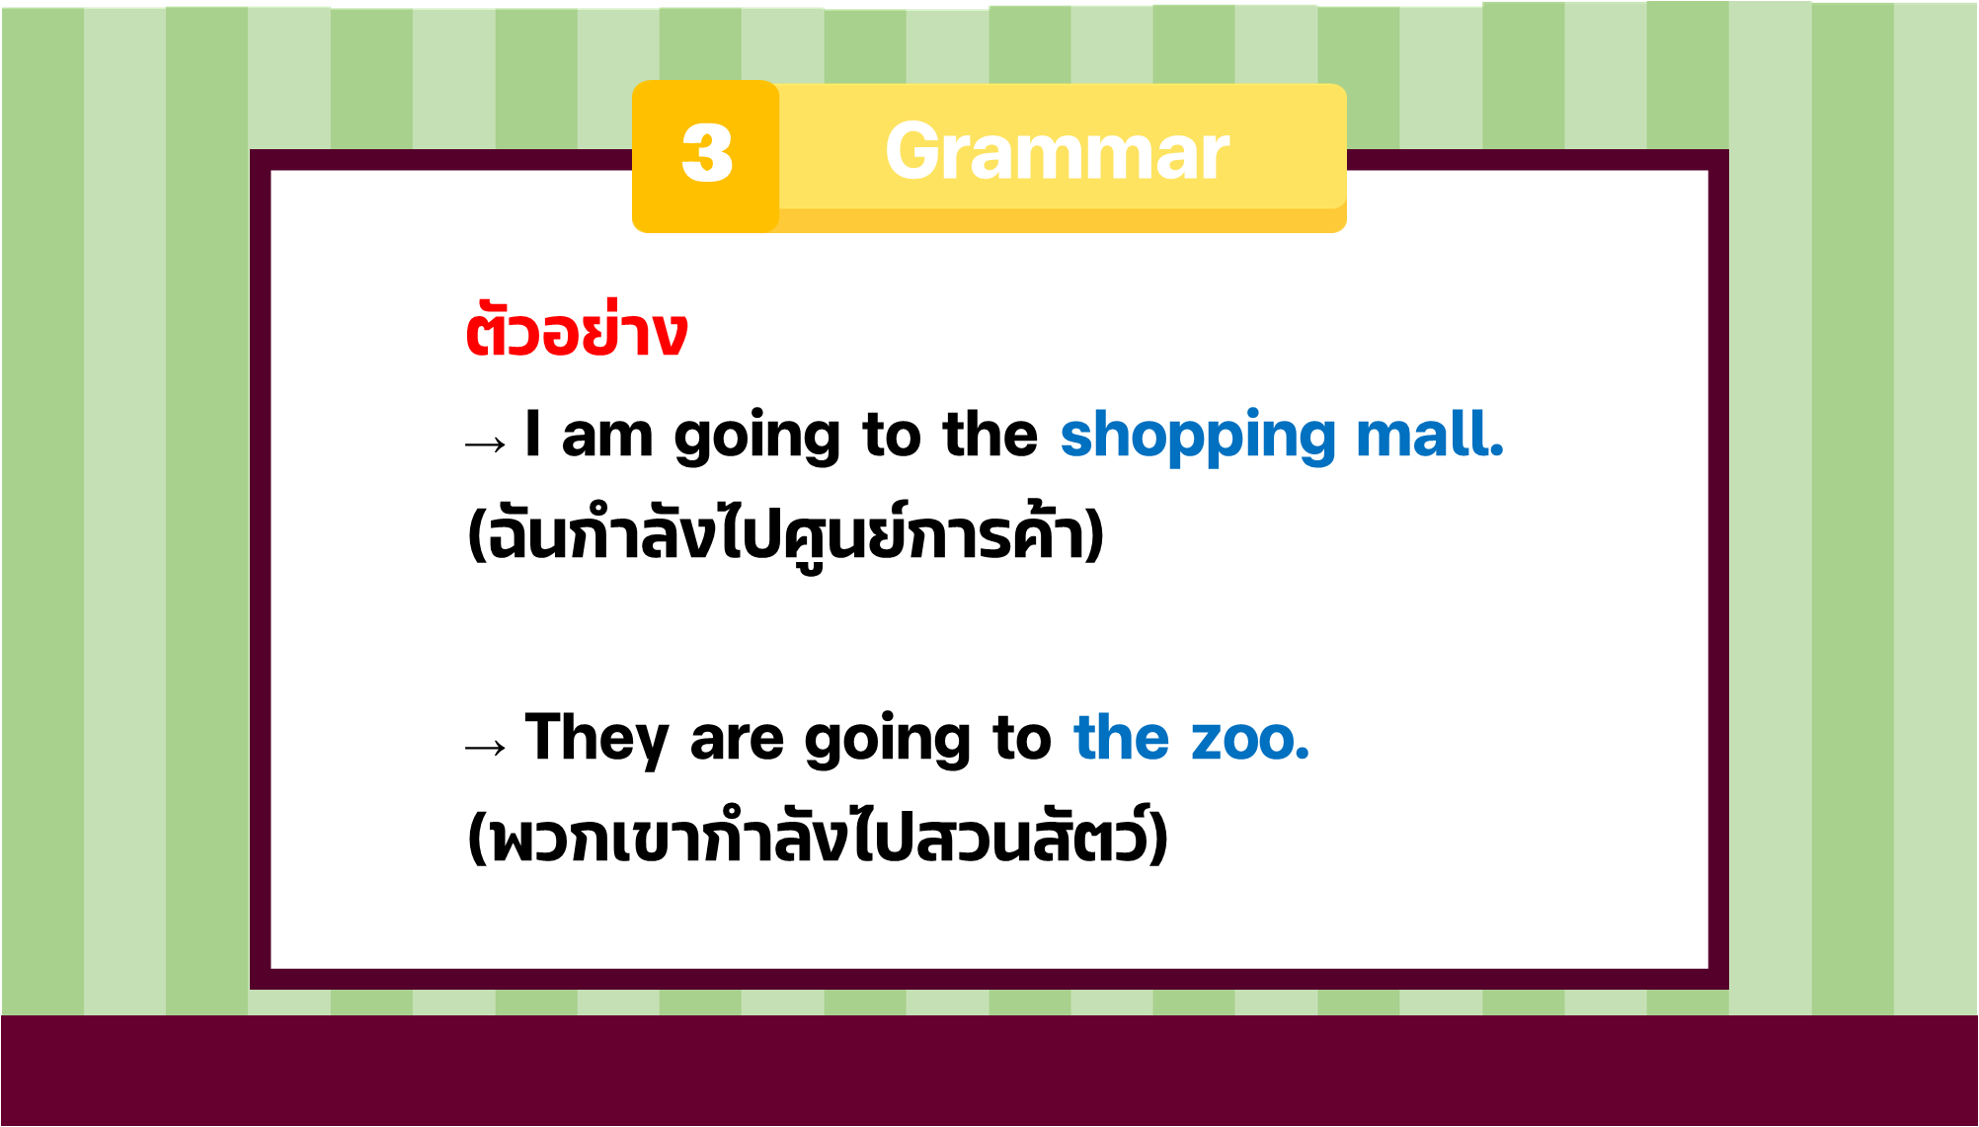 3 Grammar
ตัวอย่าง
→ I am going to the shopping mall.
(ฉันกำลังไปศูนย์การค้า)
→ They are going to the zoo.
(พวกเขากำลังไปสวนสัตว์)